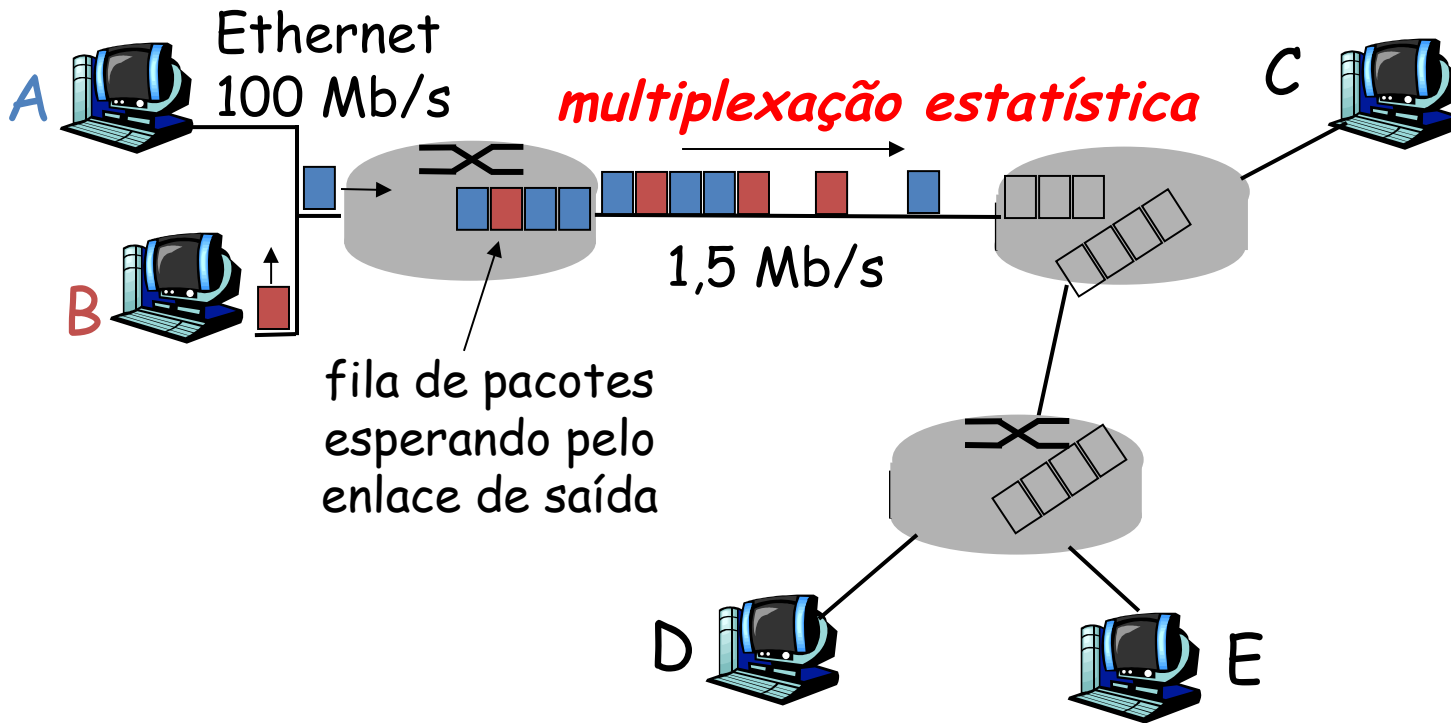 Ethernet
100 Mb/s
A
multiplexação estatística
C
B
1,5 Mb/s
fila de pacotes
esperando pelo
enlace de saída
D
E